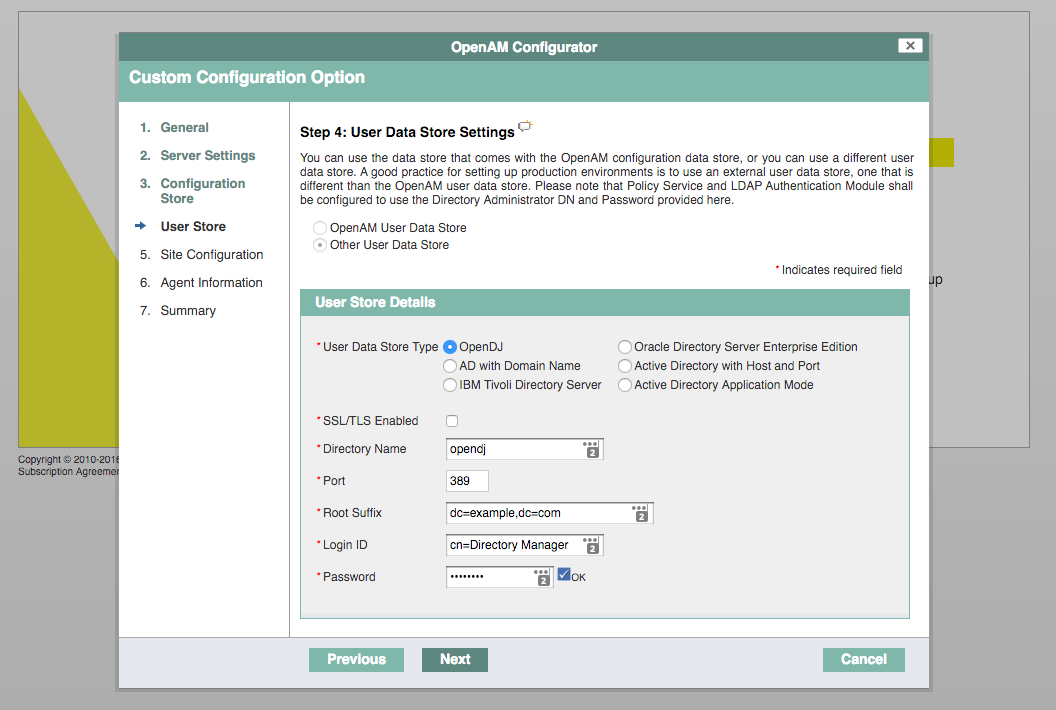 OpenAM Configurator
Custom Configuration Option
1. General
2. Server Settings
3. Configuration
Store
User Store
5. Site Configuration
6. Agent Information
7. Summary
Step 4: User Data Store Settings
You can use the data store that comes with the OpenAM configuration data store, or you can use a different user
data store. A good practice for setting up production environments is to use an external user data store, one that is
different than the OpenAM user data store. Please note that Policy Service and LDAP Authentication Module shall
be configured to use the Directory Administrator DN and Password provided here.
OpenAM User Data Store
Other User Data Store
* Indicates required field
User Store Details
* User Data Store Type OpenDJ Oracle Directory Server Enterprise Edition
AD with Domain Name Active Directory with Host and Port
IBM Tivoli Directory Server Active Directory Application Mode
* SSL/TLS Enabled
* Directory Name opendj 2
* Port 389
* Root Suffix dc=example,dc=com 2
* Login ID cn=Directory Manager 2
* Password •••••••• 2 OK
Previous Next Cancel
up
Copyright © 2010-2016
Subscription Agreemen